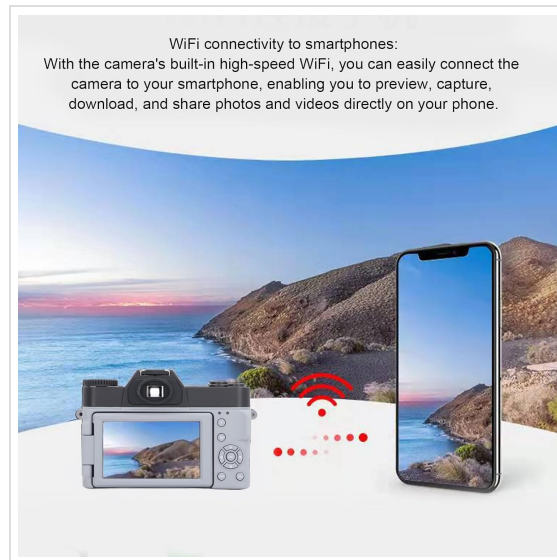 WiFi connectivity to smartphones:
With the camera's built-in high-speed WiFi, you can easily connect the
camera to your smartphone, enabling you to preview, capture,
download, and share photos and videos directly on your phone.